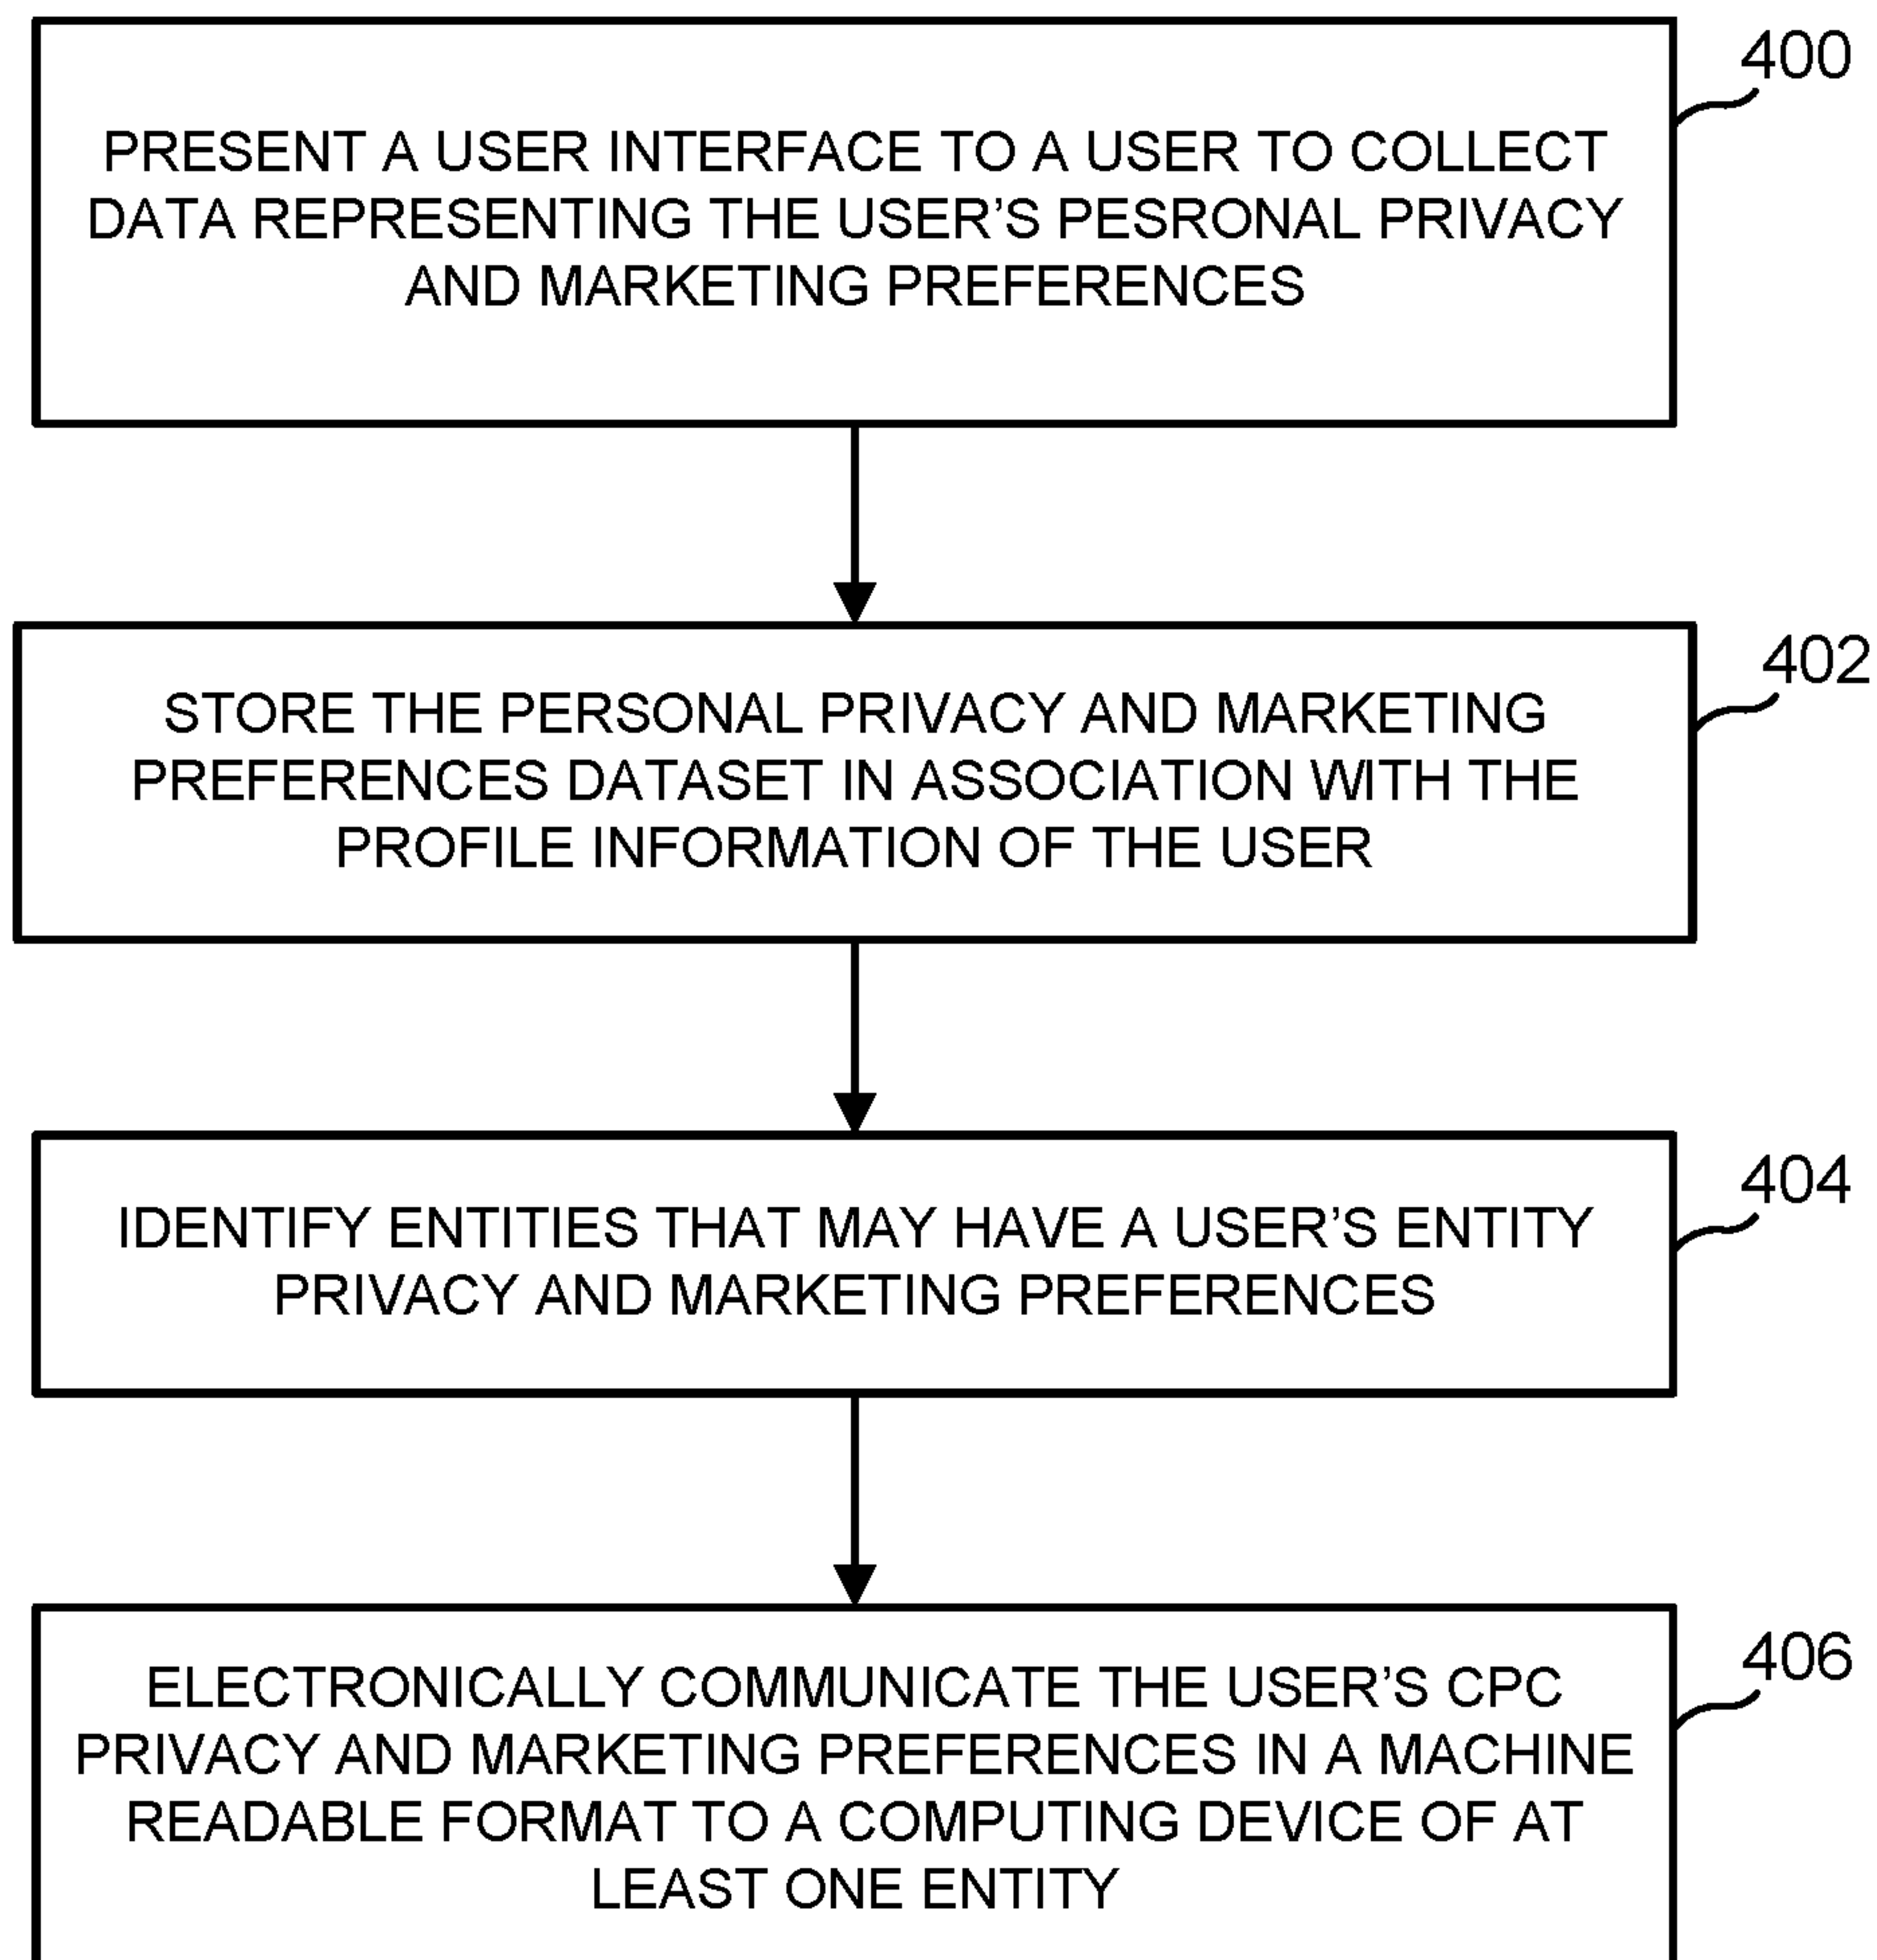 400
PRESENT A USER INTERFACE TO A USER TO COLLECT
DATA REPRESENTING THE USER’S PESRONAL PRIVACY
AND MARKETING PREFERENCES
402
STORE THE PERSONAL PRIVACY AND MARKETING
PREFERENCES DATASET IN ASSOCIATION WITH THE
PROFILE INFORMATION OF THE USER
404
IDENTIFY ENTITIES THAT MAY HAVE A USER’S ENTITY
PRIVACY AND MARKETING PREFERENCES
406
ELECTRONICALLY COMMUNICATE THE USER’S CPC
PRIVACY AND MARKETING PREFERENCES IN A MACHINE
READABLE FORMAT TO A COMPUTING DEVICE OF AT
LEAST ONE ENTITY